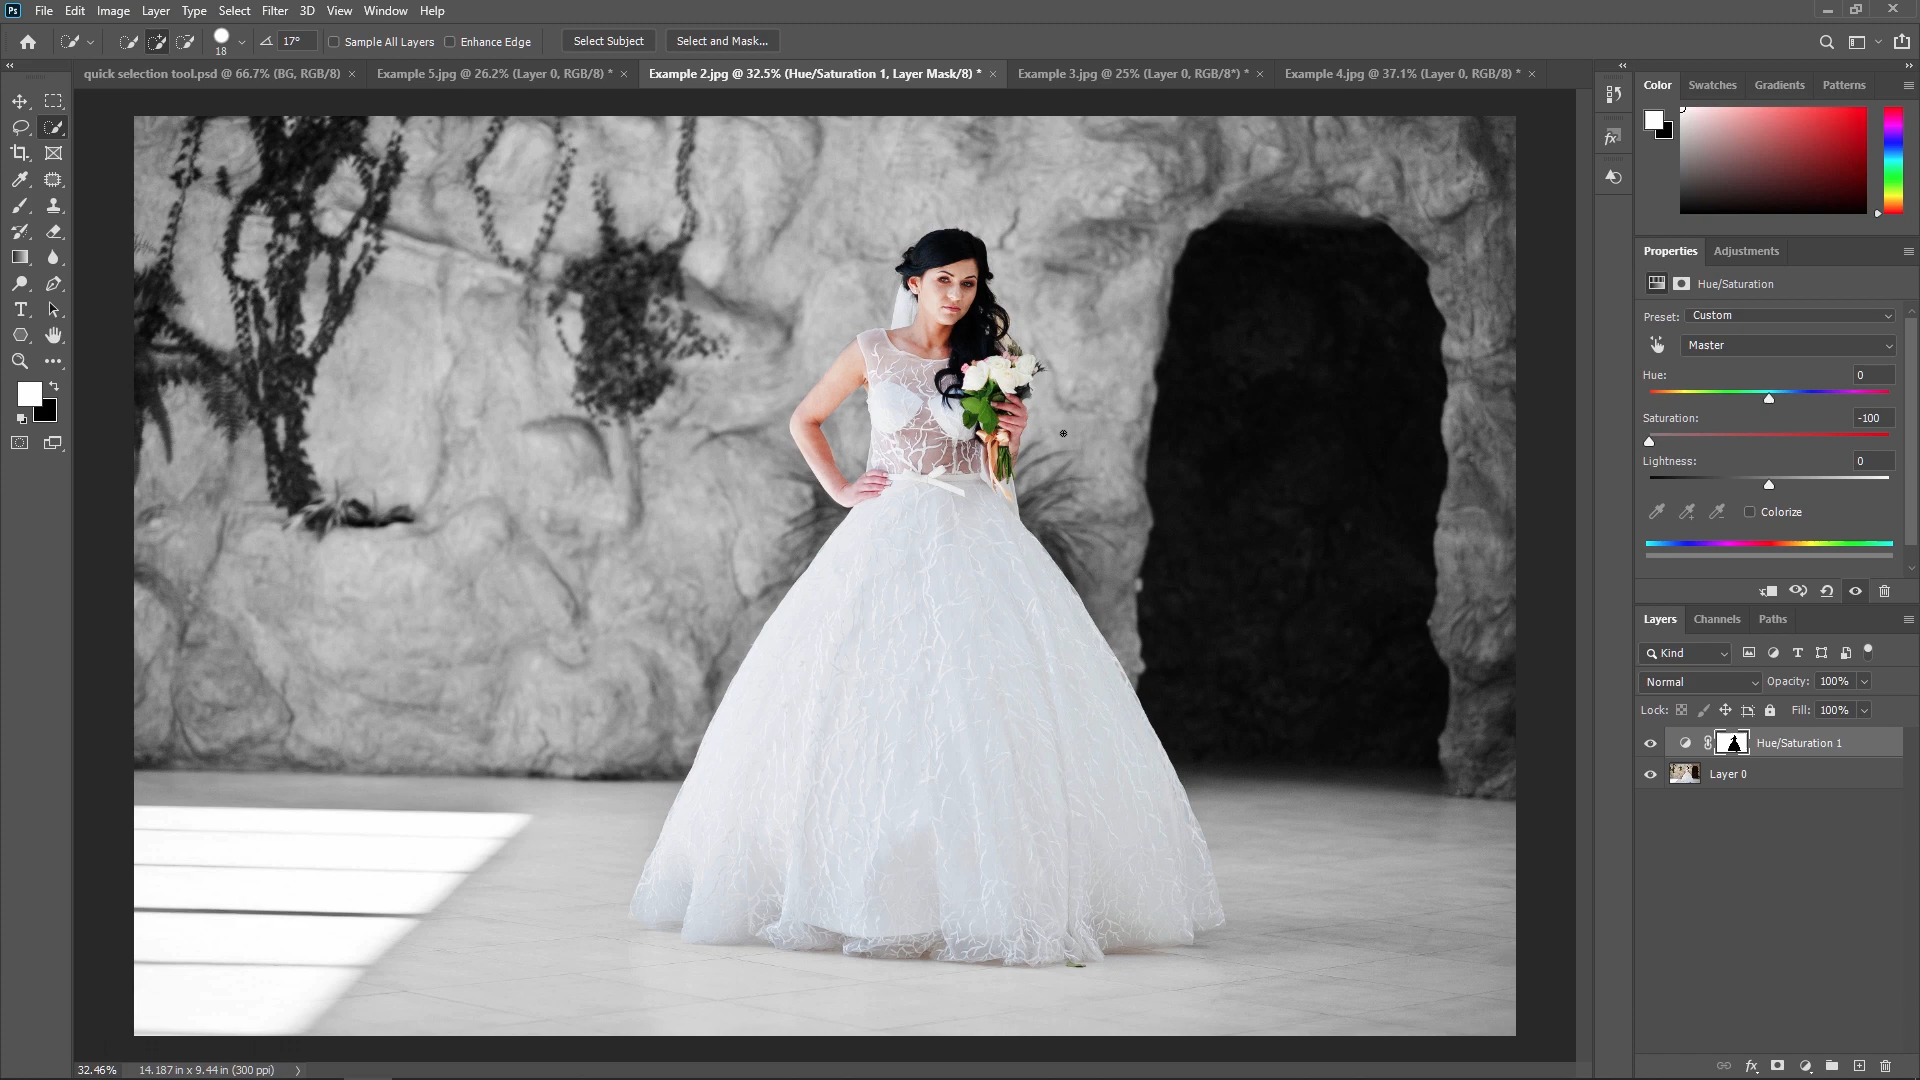 Ps File Edit Image Layer Type Select Filter 3D View Window Help
18 17° Sample All Layers Enhance Edge Select Subject Select and Mask...
quick selection tool.psd @ 66.7% (BG, RGB/8) × Example 5.jpg @ 26.2% (Layer 0, RGB/8) * × Example 2.jpg @ 32.5% (Hue/Saturation 1, Layer Mask/8) * × Example 3.jpg @ 25% (Layer 0, RGB/8*) * × Example 4.jpg @ 37.1% (Layer 0, RGB/8) * ×
Color Swatches Gradients Patterns
Properties Adjustments
Hue/Saturation
Preset: Custom
Master
Hue: 0
Saturation: -100
Lightness: 0
Colorize
Layers Channels Paths
Kind
Normal Opacity: 100%
Lock: Fill: 100%
Hue/Saturation 1
Layer 0
fx
32.46% 14.187 in x 9.44 in (300 ppi)